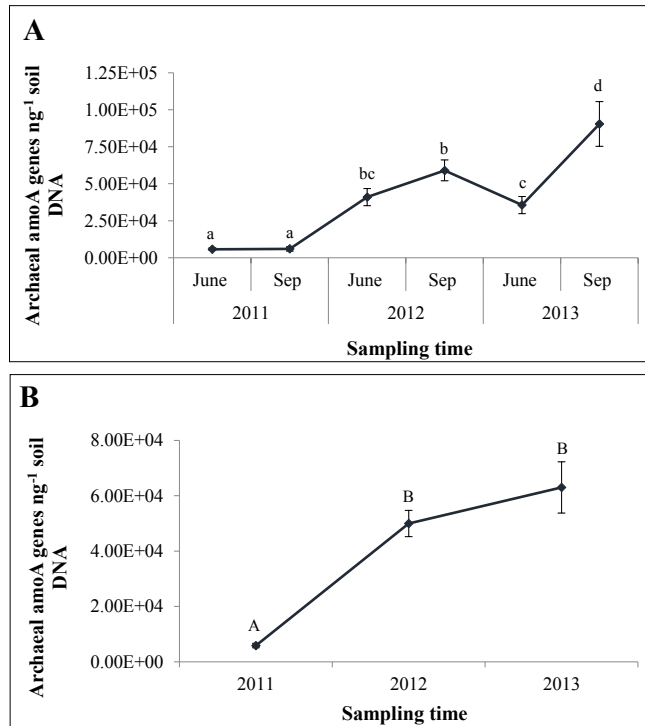 A
Archaeal amoA genes ng⁻¹ soil
DNA
1.25E+05
1.00E+05
7.50E+04
5.00E+04
2.50E+04
0.00E+00
a
a
bc
b
c
d
June Sep June Sep June Sep
2011 2012 2013
Sampling time
B
Archaeal amoA genes ng⁻¹ soil
DNA
8.00E+04
6.00E+04
4.00E+04
2.00E+04
0.00E+00
A
B
B
2011 2012 2013
Sampling time